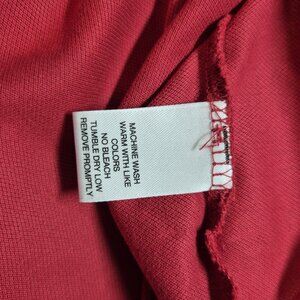 MACHINE WASH
WARM WITH LIKE
COLORS
NO BLEACH
TUMBLE DRY LOW
REMOVE PROMPTLY